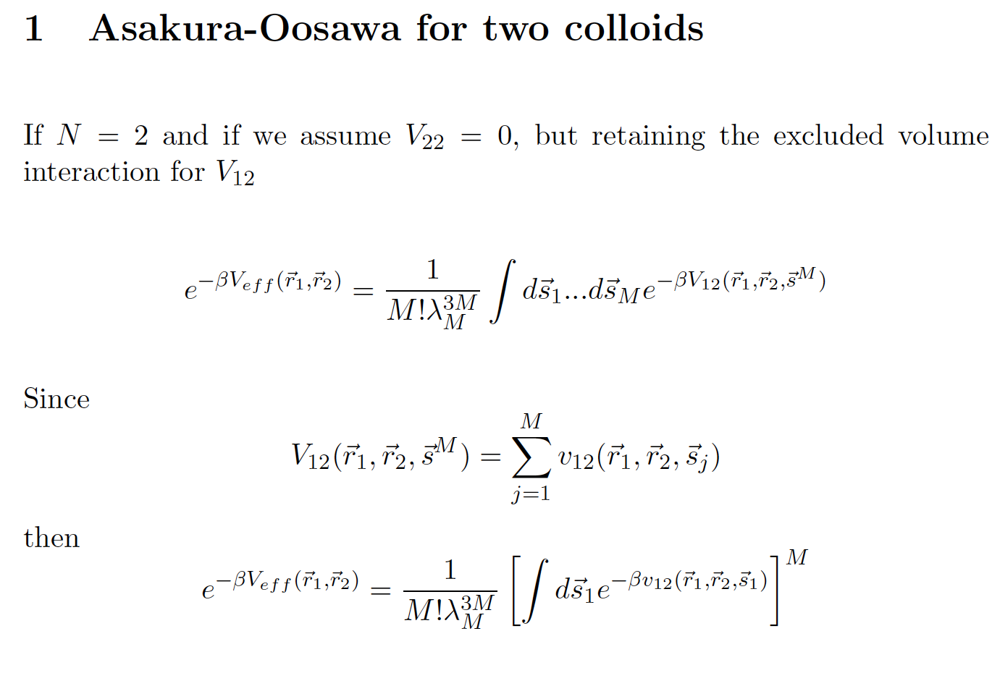 1 Asakura-Oosawa for two colloids
If $N = 2$ and if we assume $V_{22} = 0$, but retaining the excluded volume
interaction for $V_{12}$
$e^{-\beta V_{eff}(\vec{r}_1,\vec{r}_2)} = \frac{1}{M!\lambda_M^{3M}} \int d\vec{s}_1...d\vec{s}_M e^{-\beta V_{12}(\vec{r}_1,\vec{r}_2,\vec{s}^M)}$
Since
$V_{12}(\vec{r}_1, \vec{r}_2, \vec{s}^M) = \sum_{j=1}^{M} v_{12}(\vec{r}_1, \vec{r}_2, \vec{s}_j)$
then
$e^{-\beta V_{eff}(\vec{r}_1,\vec{r}_2)} = \frac{1}{M!\lambda_M^{3M}} \left[ \int d\vec{s}_1 e^{-\beta v_{12}(\vec{r}_1,\vec{r}_2,\vec{s}_1)} \right]^M$